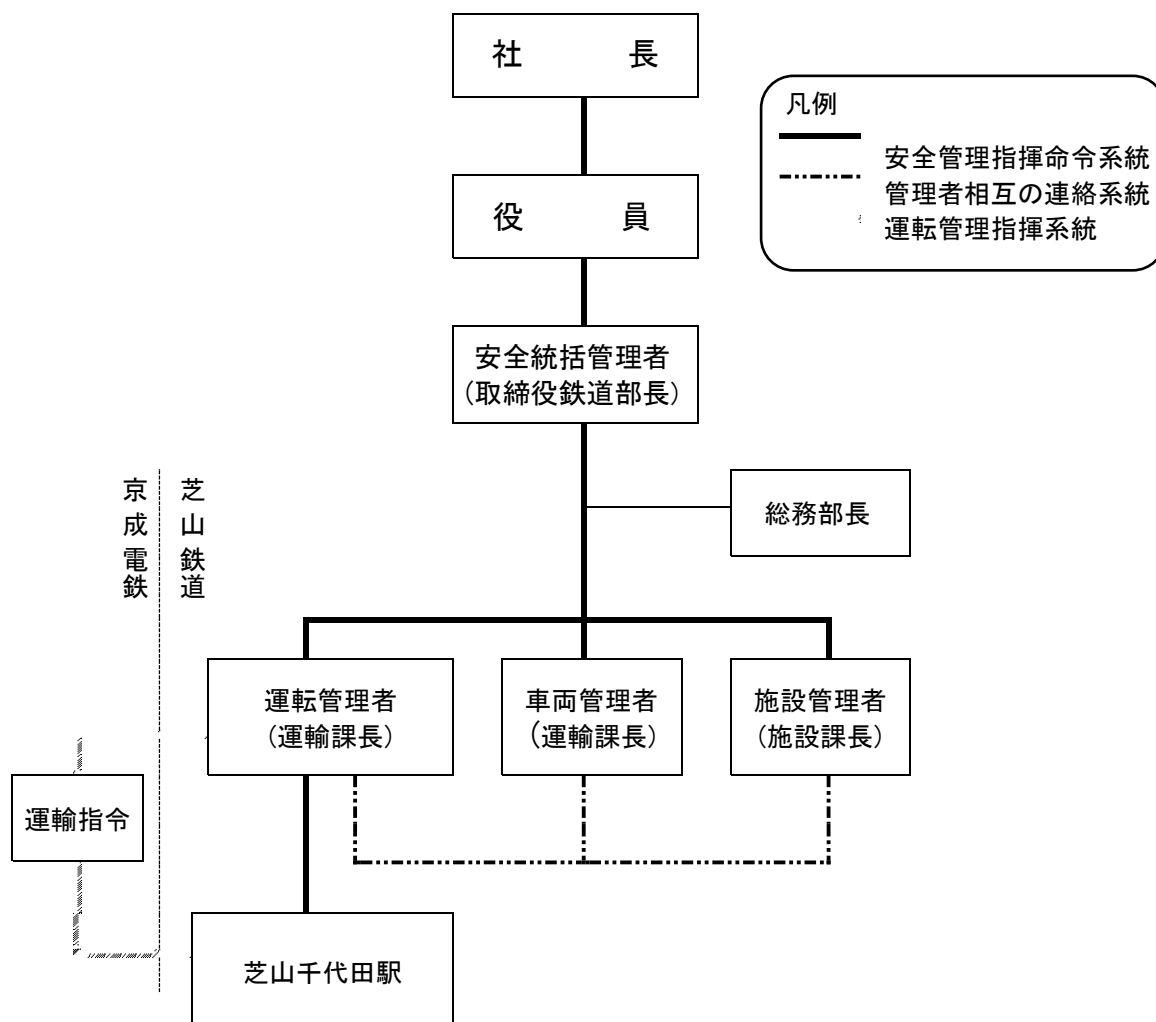 社　　　長
凡例
安全管理指揮命令系統
管理者相互の連絡系統
運転管理指揮系統
役　　　員
安全統括管理者
（取締役鉄道部長）
総務部長
京成電鉄
芝山鉄道
運転管理者
（運輸課長）
車両管理者
（運輸課長）
施設管理者
（施設課長）
運輸指令
芝山千代田駅